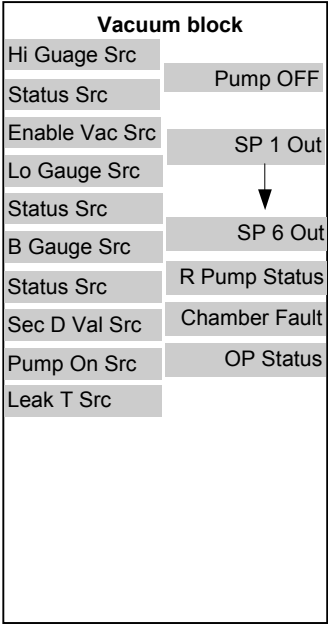 Vacuum block
Hi Guage Src
Status Src
Enable Vac Src
Lo Gauge Src
Status Src
B Gauge Src
Status Src
Sec D Val Src
Pump On Src
Leak T Src
Pump OFF
SP 1 Out
SP 6 Out
R Pump Status
Chamber Fault
OP Status